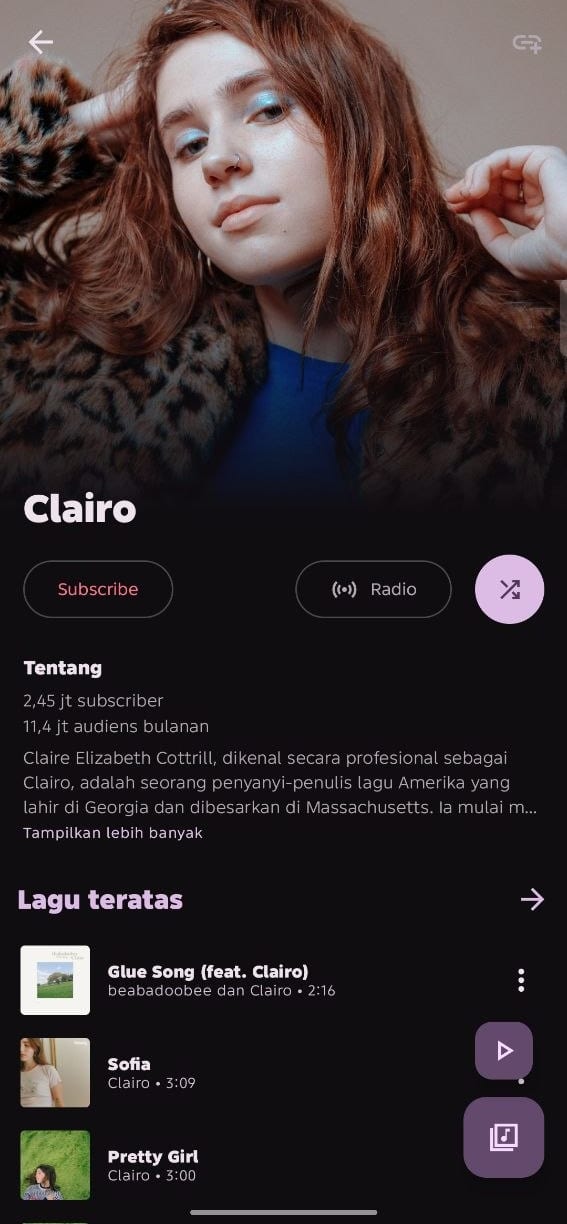 Clairo
Subscribe
Radio
Tentang
2,45 jt subscriber
11,4 jt audiens bulanan
Claire Elizabeth Cottrill, dikenal secara profesional sebagai
Clairo, adalah seorang penyanyi-penulis lagu Amerika yang
lahir di Georgia dan dibesarkan di Massachusetts. Ia mulai m...
Tampilkan lebih banyak
Lagu teratas
Glue Song (feat. Clairo)
beabadoobee dan Clairo • 2:16
Sofia
Clairo • 3:09
Pretty Girl
Clairo • 3:00